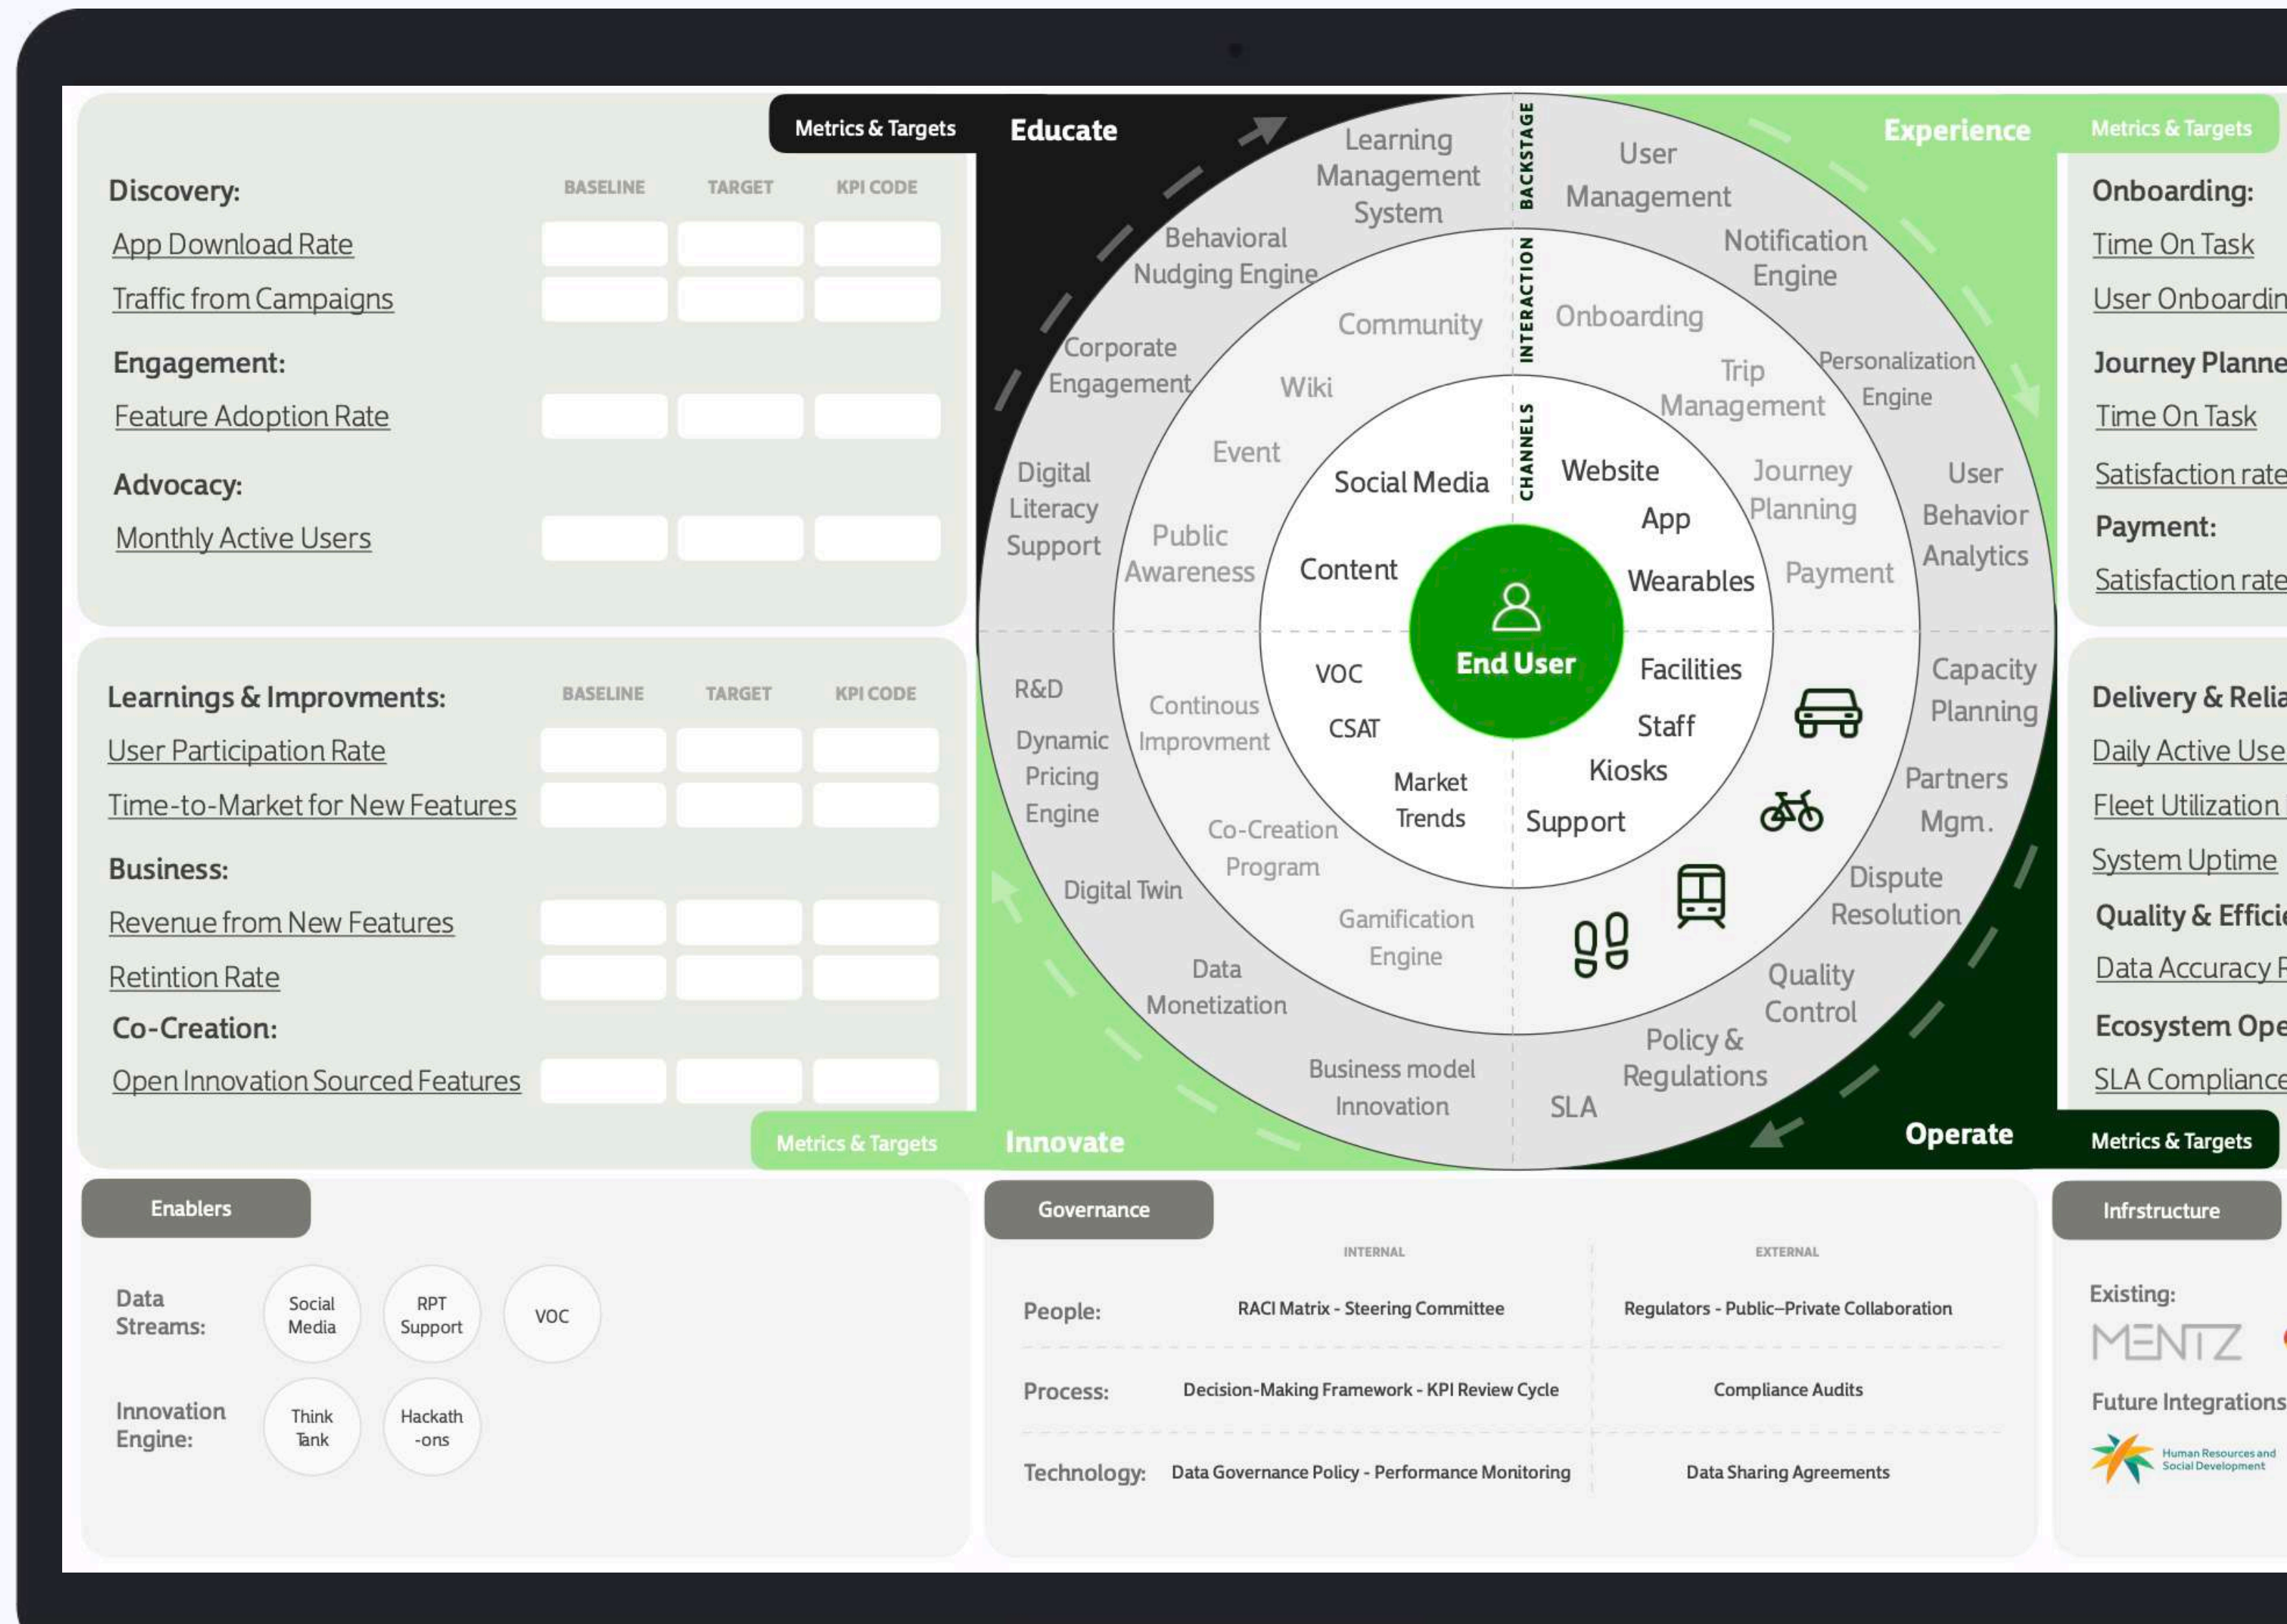 Metrics & Targets
Discovery:
BASELINE TARGET KPI CODE
App Download Rate
Traffic from Campaigns
Engagement:
Feature Adoption Rate
Advocacy:
Monthly Active Users
Learnings & Improvments:
BASELINE TARGET KPI CODE
User Participation Rate
Time-to-Market for New Features
Business:
Revenue from New Features
Retintion Rate
Co-Creation:
Open Innovation Sourced Features
Metrics & Targets
Educate
Learning
Management
System
Behavioral
Nudging Engine
Corporate
Engagement
Digital
Literacy
Support
Community
Wiki
Event
Public
Awareness
Social Media
Content
BACKSTAGE
INTERACTION
CHANNELS
Experience
User
Management
Notification
Engine
Personalization
Engine
User
Behavior
Analytics
Onboarding
Trip
Management
Journey
Planning
Payment
Website
App
Wearables
End User
Innovate
R&D
Dynamic
Pricing
Engine
Digital Twin
Data
Monetization
Business model
Innovation
Continous
Improvment
Co-Creation
Program
Gamification
Engine
VOC
CSAT
Market
Trends
Operate
Facilities
Staff
Kiosks
Support
Capacity
Planning
Partners
Mgm.
Dispute
Resolution
Quality
Control
Policy &
Regulations
SLA
Metrics & Targets
Onboarding:
Time On Task
User Onboardin
Journey Planne
Time On Task
Satisfaction rate
Payment:
Satisfaction rate
Delivery & Relia
Daily Active Use
Fleet Utilization
System Uptime
Quality & Efficie
Data Accuracy R
Ecosystem Ope
SLA Compliance
Metrics & Targets
Enablers
Data
Streams:
Social
Media
RPT
Support
VOC
Innovation
Engine:
Think
Tank
Hackath
-ons
Governance
INTERNAL EXTERNAL
People: RACI Matrix - Steering Committee Regulators - Public–Private Collaboration
Process: Decision-Making Framework - KPI Review Cycle Compliance Audits
Technology: Data Governance Policy - Performance Monitoring Data Sharing Agreements
Infrstructure
Existing:
MENTZ
Future Integrations
Human Resources and
Social Development